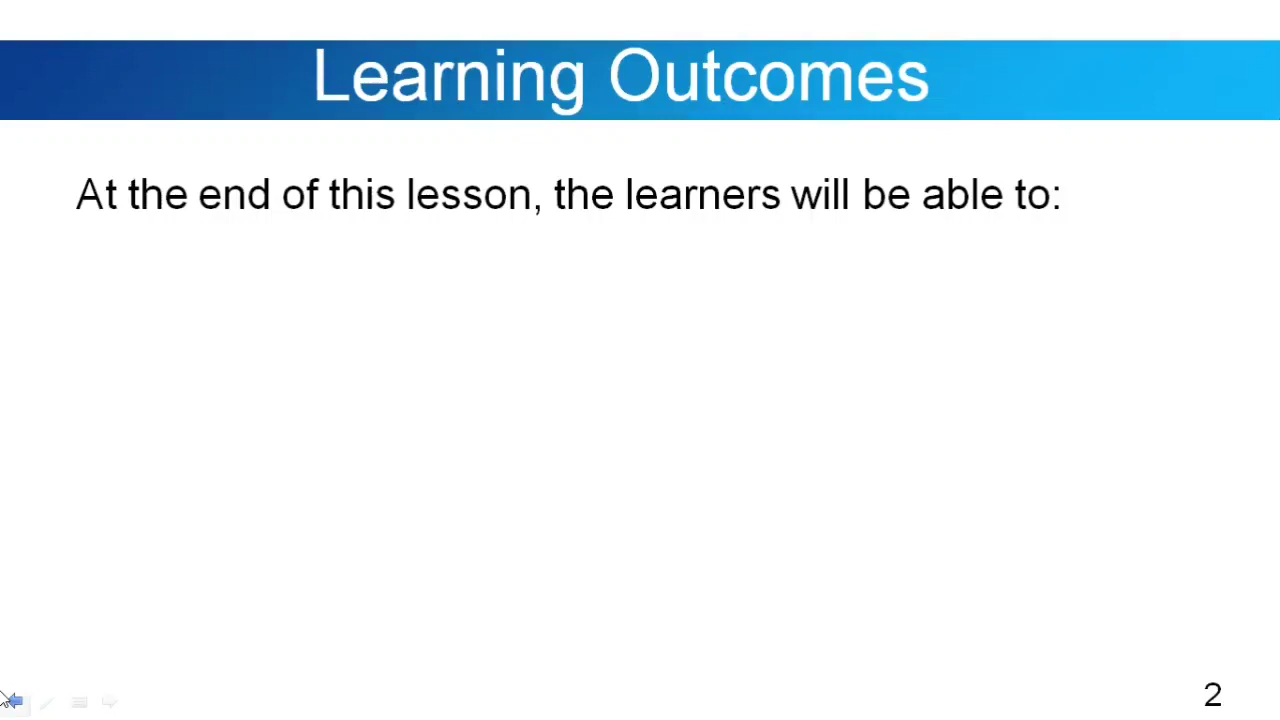 Learning Outcomes
At the end of this lesson, the learners will be able to:
2